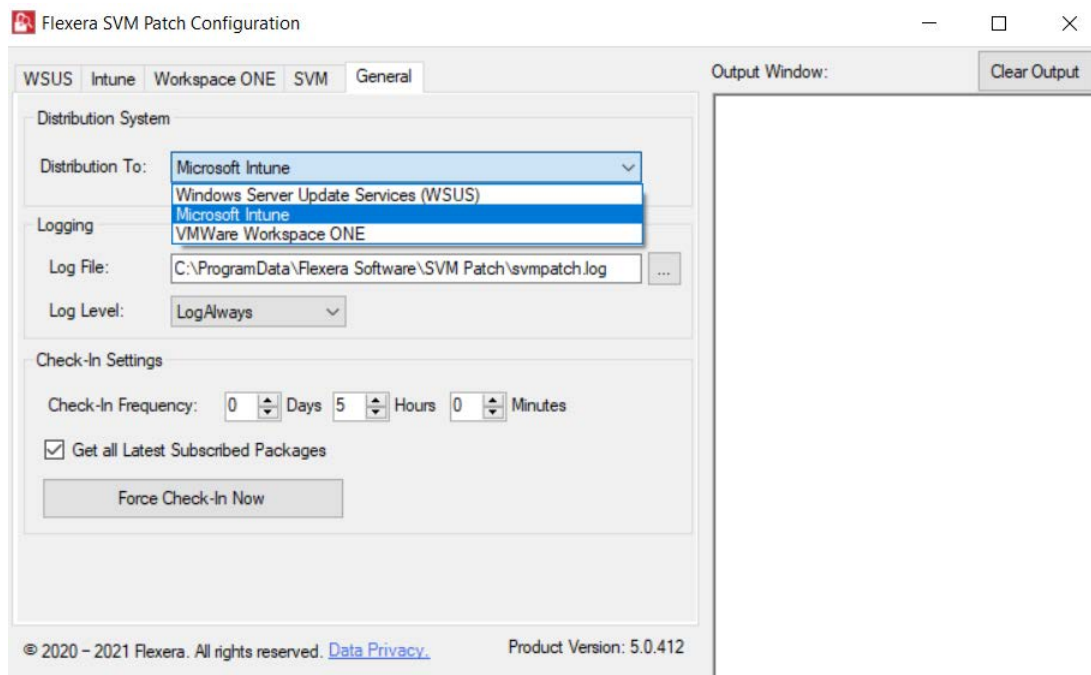 Flexera SVM Patch Configuration
WSUS Intune Workspace ONE SVM General
Output Window: Clear Output
Distribution System
Distribution To: Microsoft Intune
Windows Server Update Services (WSUS)
Microsoft Intune
VMWare Workspace ONE
Logging
Log File: C:\ProgramData\Flexera Software\SVM Patch\svmpatch.log ...
Log Level: LogAlways
Check-In Settings
Check-In Frequency: 0 Days 5 Hours 0 Minutes
Get all Latest Subscribed Packages
Force Check-In Now
© 2020 – 2021 Flexera. All rights reserved. Data Privacy. Product Version: 5.0.412